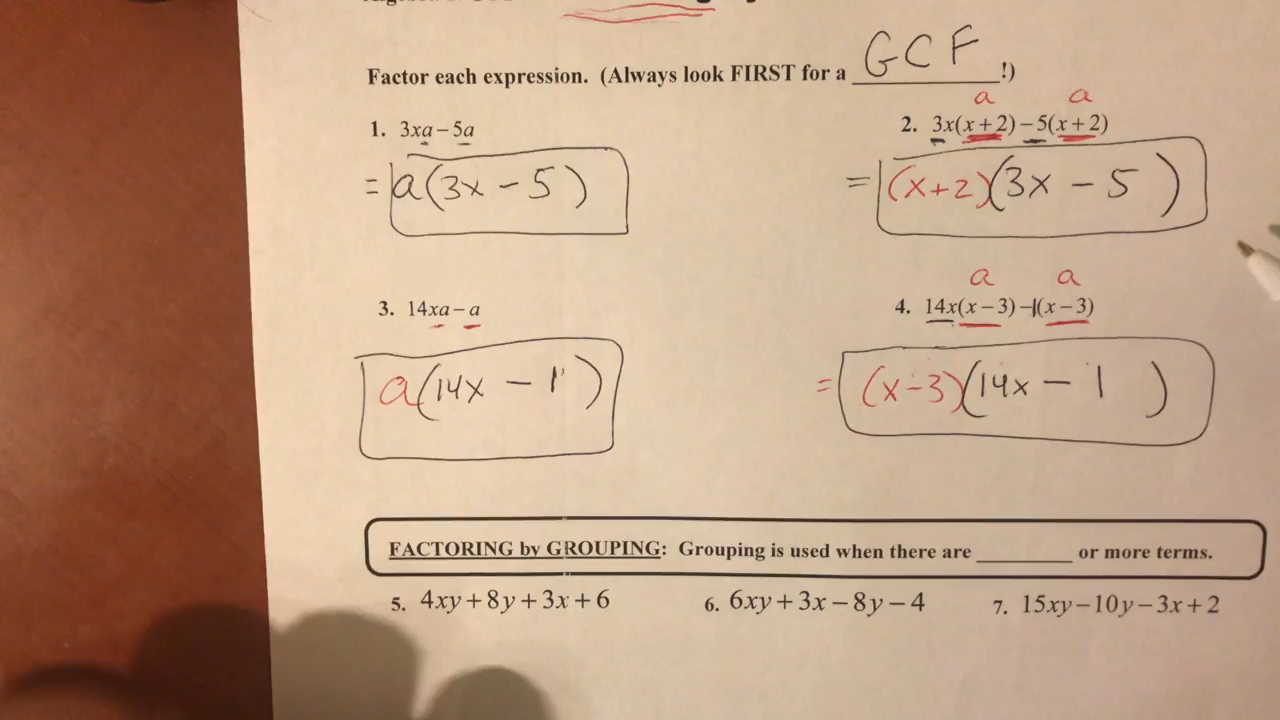 Factor each expression. (Always look FIRST for a GCF !)
a a
1. 3xa – 5a
2. 3x(x + 2) – 5(x + 2)
= a(3x – 5)
= (x+2)(3x – 5)
a a
3. 14xa – a
4. 14x(x – 3) –1(x – 3)
a(14x – 1)
= (x–3)(14x – 1)
FACTORING by GROUPING: Grouping is used when there are _________ or more terms.
5. 4xy + 8y + 3x + 6
6. 6xy + 3x – 8y – 4
7. 15xy – 10y – 3x + 2